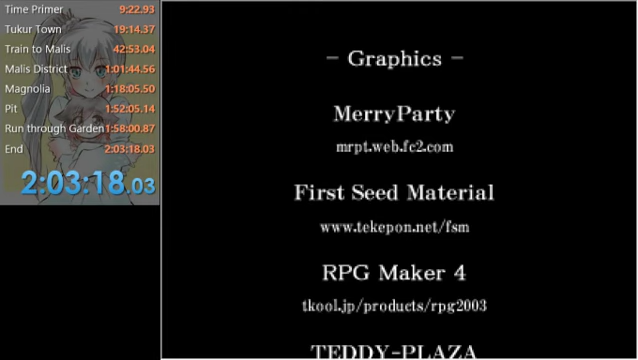 Time Primer 9:22.93
Tukur Town 19:14.37
Train to Malis 42:53.04
Malis District 1:01:44.56
Magnolia 1:18:05.50
Pit 1:52:05.14
Run through Garden 1:58:00.87
End 2:03:18.03
2:03:18.03
- Graphics -
MerryParty
mrpt.web.fc2.com
First Seed Material
www.tekepon.net/fsm
RPG Maker 4
tkool.jp/products/rpg2003
TEDDY-PLAZA